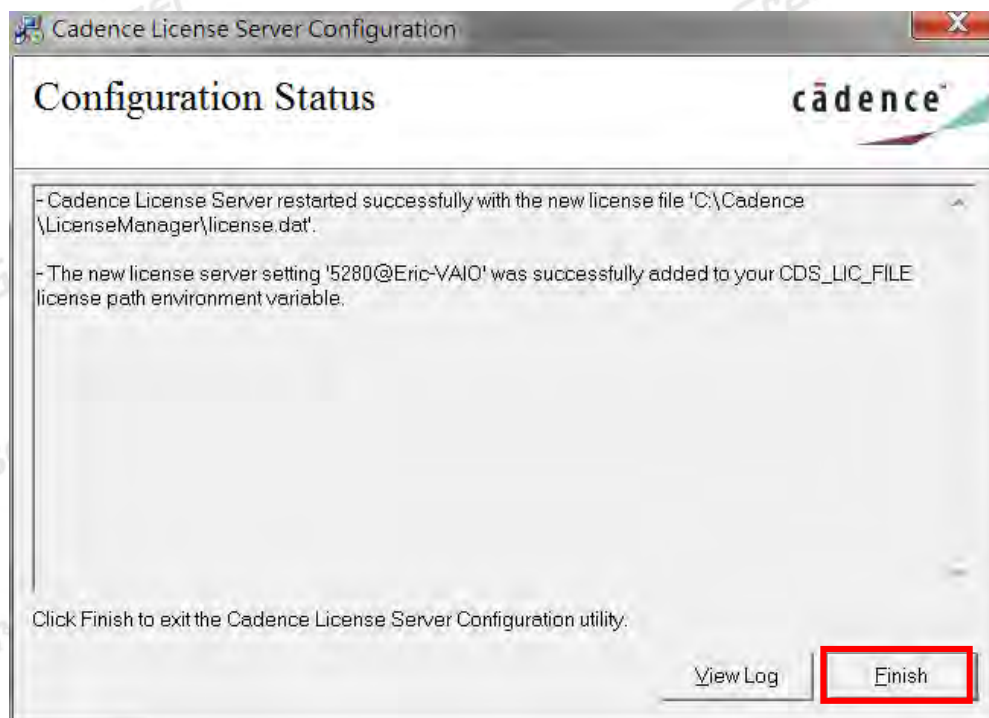 Cadence License Server Configuration
Configuration Status
cādence™
- Cadence License Server restarted successfully with the new license file 'C:\Cadence
\LicenseManager\license.dat'.
- The new license server setting '5280@Eric-VAIO' was successfully added to your CDS_LIC_FILE
license path environment variable.
Click Finish to exit the Cadence License Server Configuration utility.
View Log
Finish